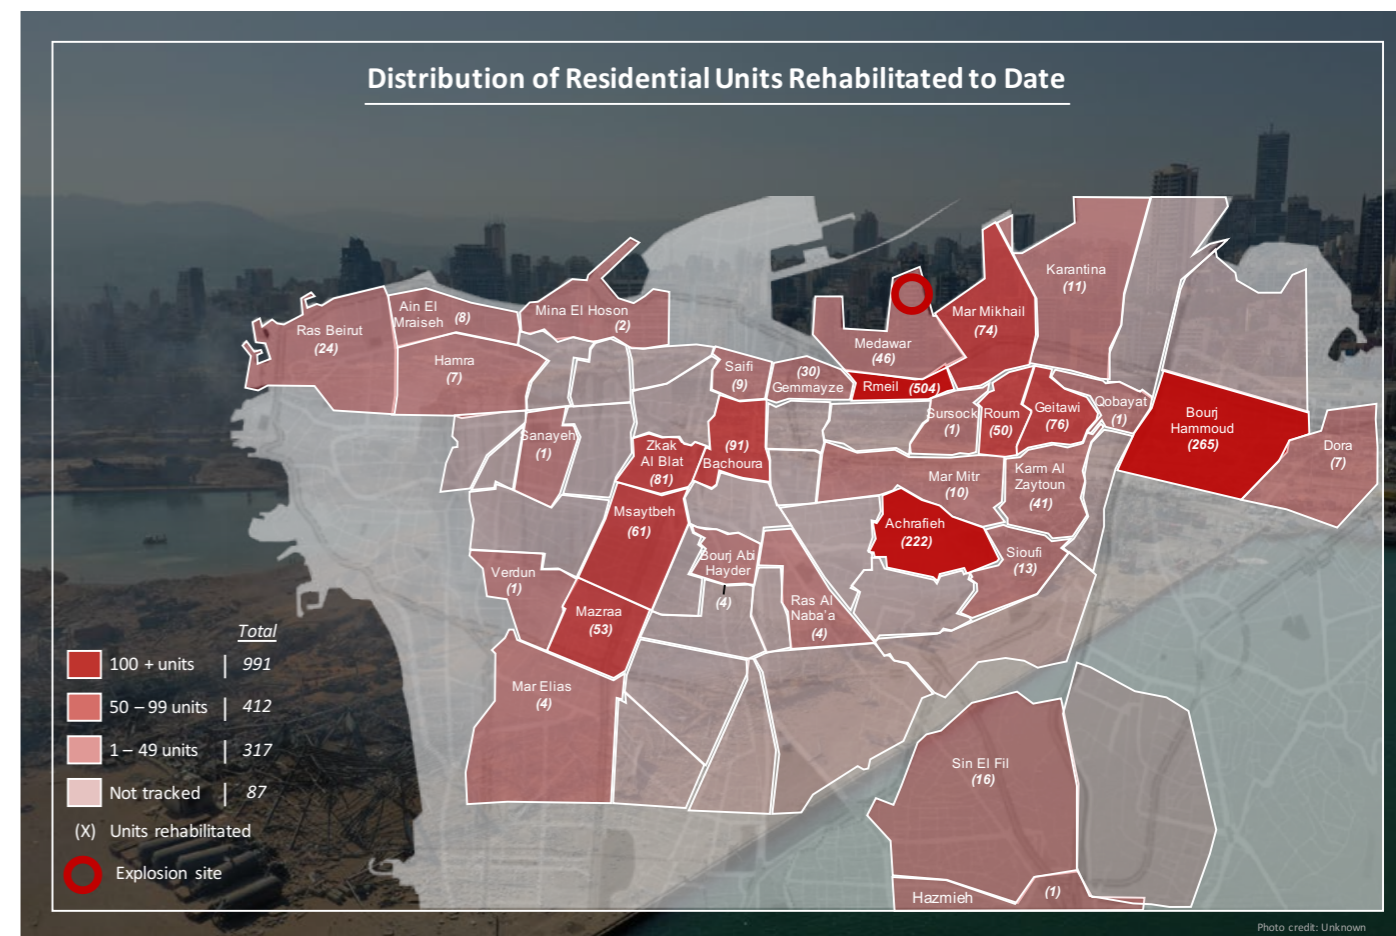 Distribution of Residential Units Rehabilitated to Date
Karantina
(11)
Ain El
Mraiseh
(8)
Mina El Hoson
(2)
Mar Mikhail
(74)
Ras Beirut
(24)
Medawar
(46)
Hamra
(7)
Saifi
(9)
(30)
Gemmayze
Rmeil (504)
Sursock
(1)
Roum
(50)
Geitawi
(76)
Qobayat
(1)
Bourj
Hammoud
(265)
Dora
(7)
Sanayeh
(1)
Zkak
Al Blat
(81)
(91)
Bachoura
Mar Mitr
(10)
Karm Al
Zaytoun
(41)
Msaytbeh
(61)
Achrafieh
(222)
Bourj Abi
Hayder
(4)
Sioufi
(13)
Verdun
(1)
Mazraa
(53)
Ras Al
Naba'a
(4)
Mar Elias
(4)
Sin El Fil
(16)
Hazmieh
(1)
Total
100 + units | 991
50 – 99 units | 412
1 – 49 units | 317
Not tracked | 87
(X) Units rehabilitated
Explosion site
Photo credit: Unknown